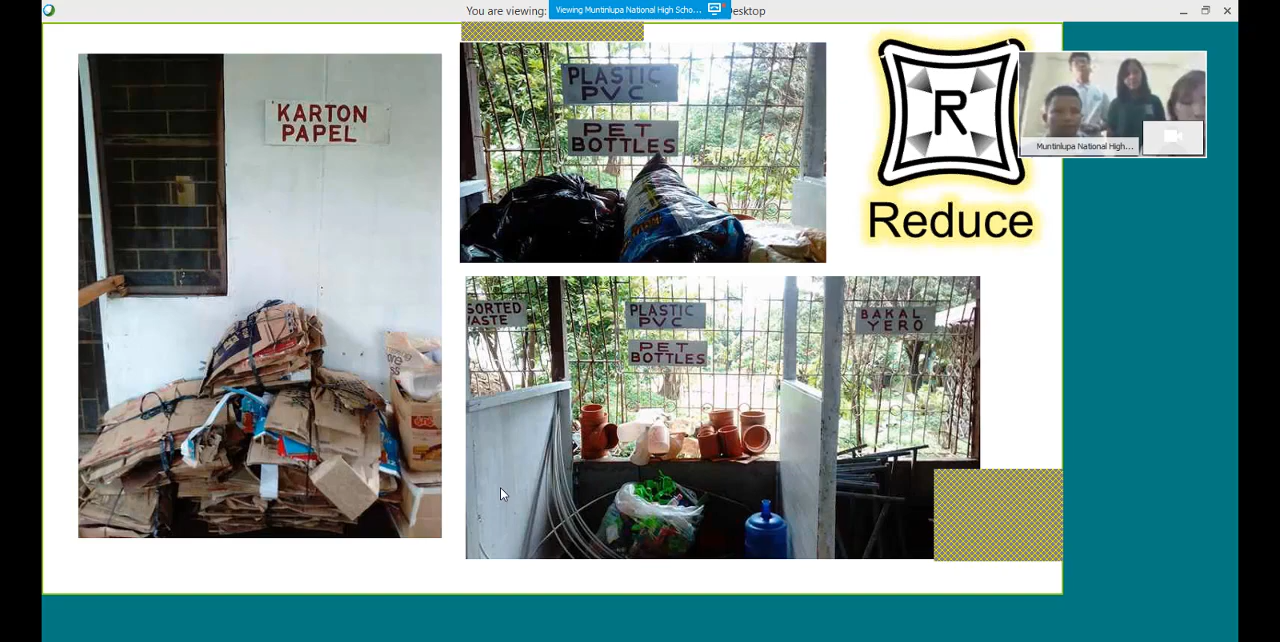 You are viewing:
Viewing Muntinlupa National High Scho...
Desktop
KARTON
PAPEL
PLASTIC
PVC
PET
BOTTLES
R
Reduce
Muntinlupa National High...
SORTED
WASTE
PLASTIC
PVC
PET
BOTTLES
BAKAL
YERO